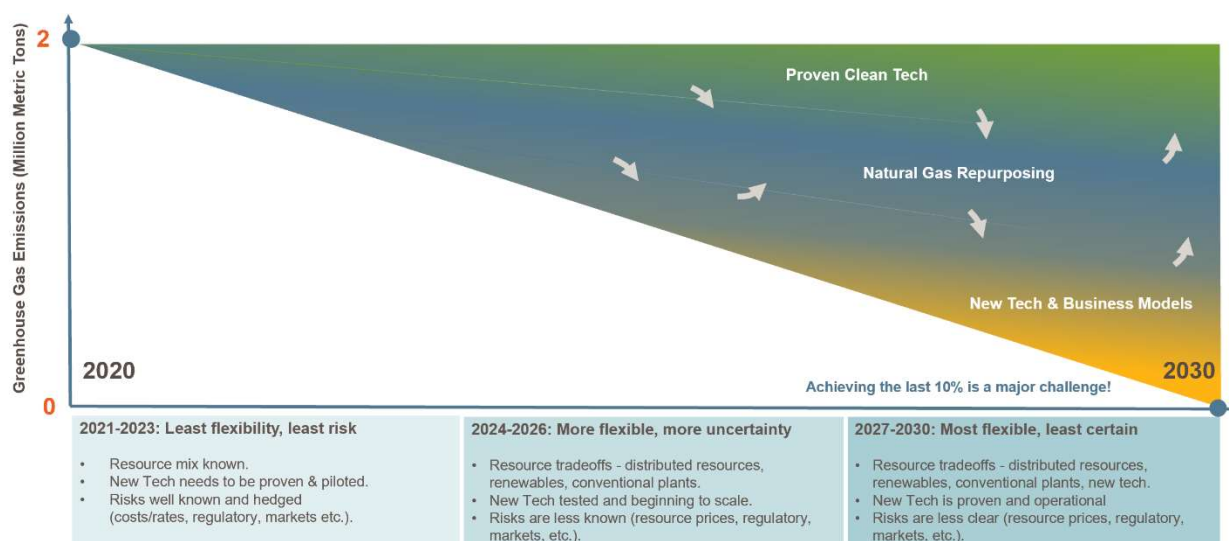 Greenhouse Gas Emissions (Million Metric Tons)
2
Proven Clean Tech
Natural Gas Repurposing
New Tech & Business Models
2020
2030
Achieving the last 10% is a major challenge!
0
2021-2023: Least flexibility, least risk
• Resource mix known.
• New Tech needs to be proven & piloted.
• Risks well known and hedged
(costs/rates, regulatory, markets etc.).
2024-2026: More flexible, more uncertainty
• Resource tradeoffs - distributed resources,
renewables, conventional plants.
• New Tech tested and beginning to scale.
• Risks are less known (resource prices, regulatory,
markets, etc.).
2027-2030: Most flexible, least certain
• Resource tradeoffs - distributed resources,
renewables, conventional plants, new tech.
• New Tech is proven and operational
• Risks are less clear (resource prices, regulatory,
markets, etc.).